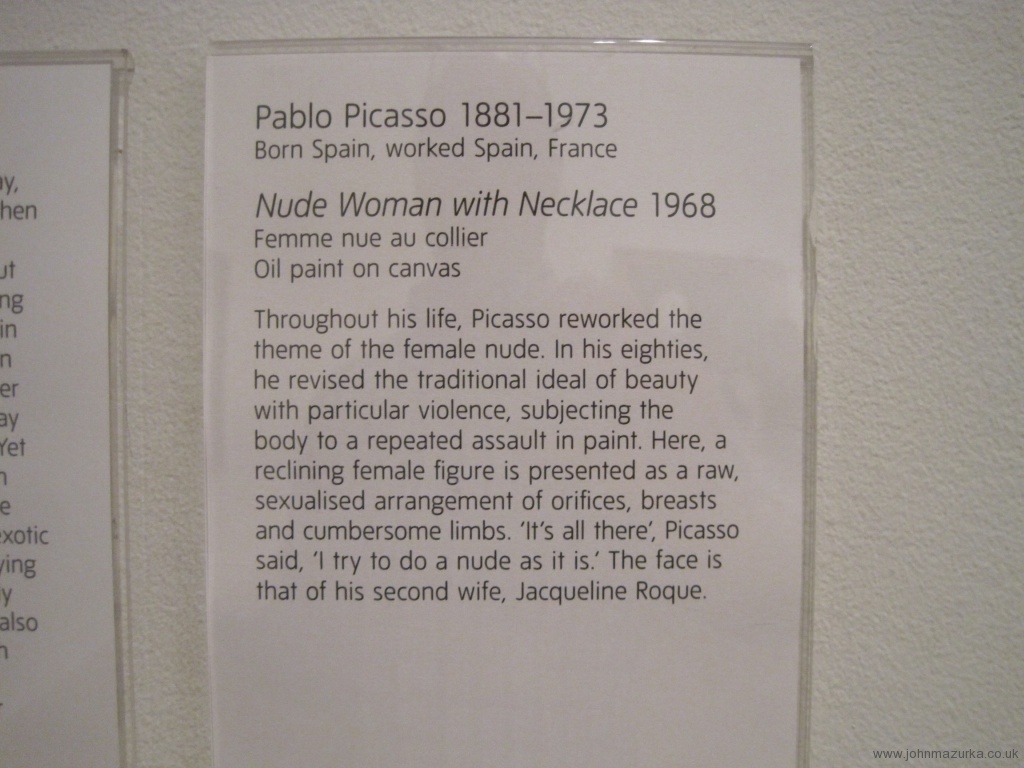 Pablo Picasso 1881–1973
Born Spain, worked Spain, France
Nude Woman with Necklace 1968
Femme nue au collier
Oil paint on canvas
Throughout his life, Picasso reworked the
theme of the female nude. In his eighties,
he revised the traditional ideal of beauty
with particular violence, subjecting the
body to a repeated assault in paint. Here, a
reclining female figure is presented as a raw,
sexualised arrangement of orifices, breasts
and cumbersome limbs. ‘It’s all there’, Picasso
said, ‘I try to do a nude as it is.’ The face is
that of his second wife, Jacqueline Roque.
Yet
also
www.johnmazurka.co.uk